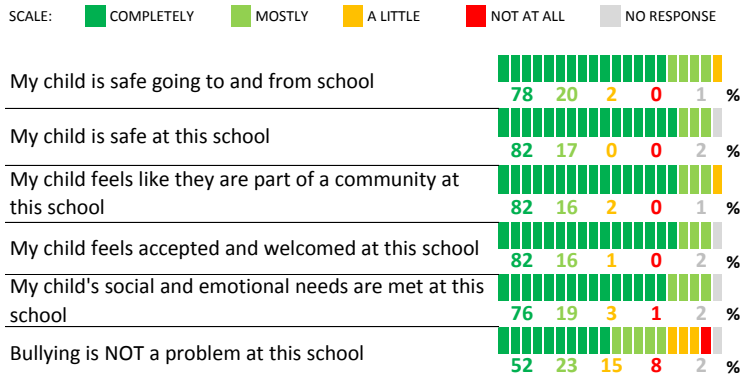 SCALE: COMPLETELY MOSTLY A LITTLE NOT AT ALL NO RESPONSE
My child is safe going to and from school
78 20 2 0 1 %
My child is safe at this school
82 17 0 0 2 %
My child feels like they are part of a community at
this school
82 16 2 0 1 %
My child feels accepted and welcomed at this school
82 16 1 0 2 %
My child's social and emotional needs are met at this
school
76 19 3 1 2 %
Bullying is NOT a problem at this school
52 23 15 8 2 %